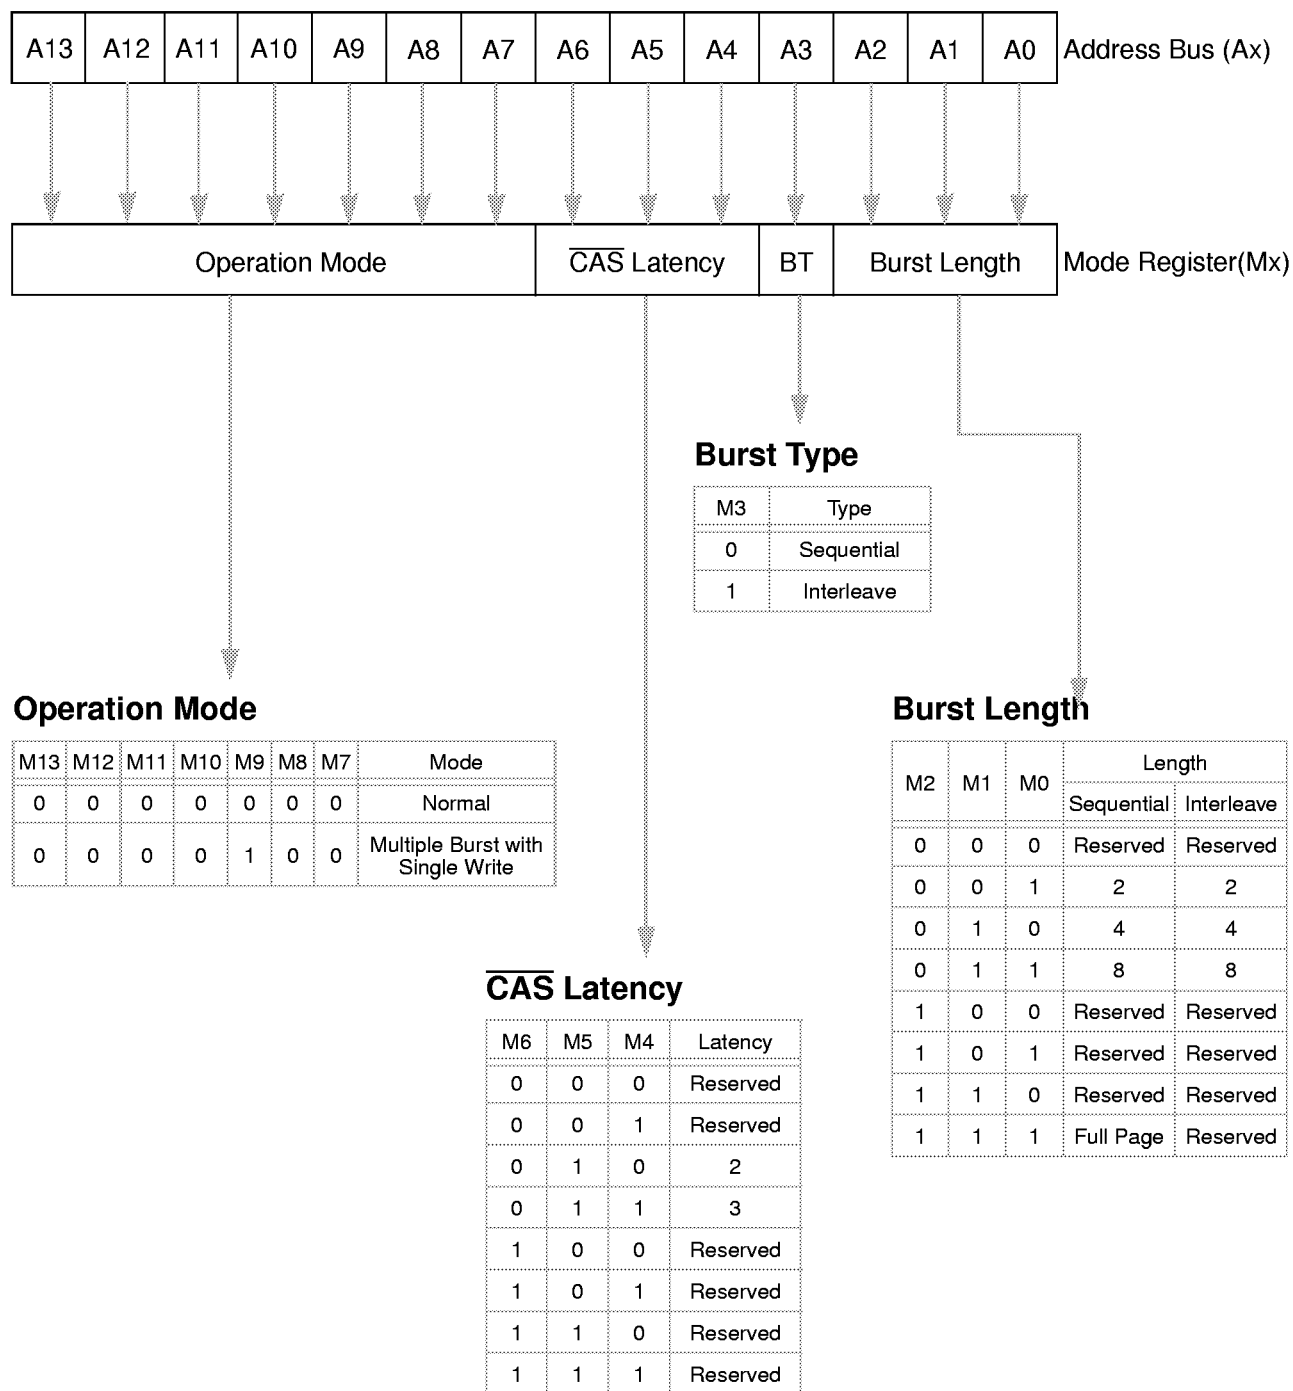 A13 A12 A11 A10 A9 A8 A7 A6 A5 A4 A3 A2 A1 A0 Address Bus (Ax)
Operation Mode CAS Latency BT Burst Length Mode Register(Mx)
Burst Type
M3 Type
0 Sequential
1 Interleave
Operation Mode
M13 M12 M11 M10 M9 M8 M7 Mode
0 0 0 0 0 0 0 Normal
0 0 0 0 1 0 0 Multiple Burst with
Single Write
Burst Length
M2 M1 M0 Length
Sequential Interleave
0 0 0 Reserved Reserved
0 0 1 2 2
0 1 0 4 4
0 1 1 8 8
1 0 0 Reserved Reserved
1 0 1 Reserved Reserved
1 1 0 Reserved Reserved
1 1 1 Full Page Reserved
CAS Latency
M6 M5 M4 Latency
0 0 0 Reserved
0 0 1 Reserved
0 1 0 2
0 1 1 3
1 0 0 Reserved
1 0 1 Reserved
1 1 0 Reserved
1 1 1 Reserved